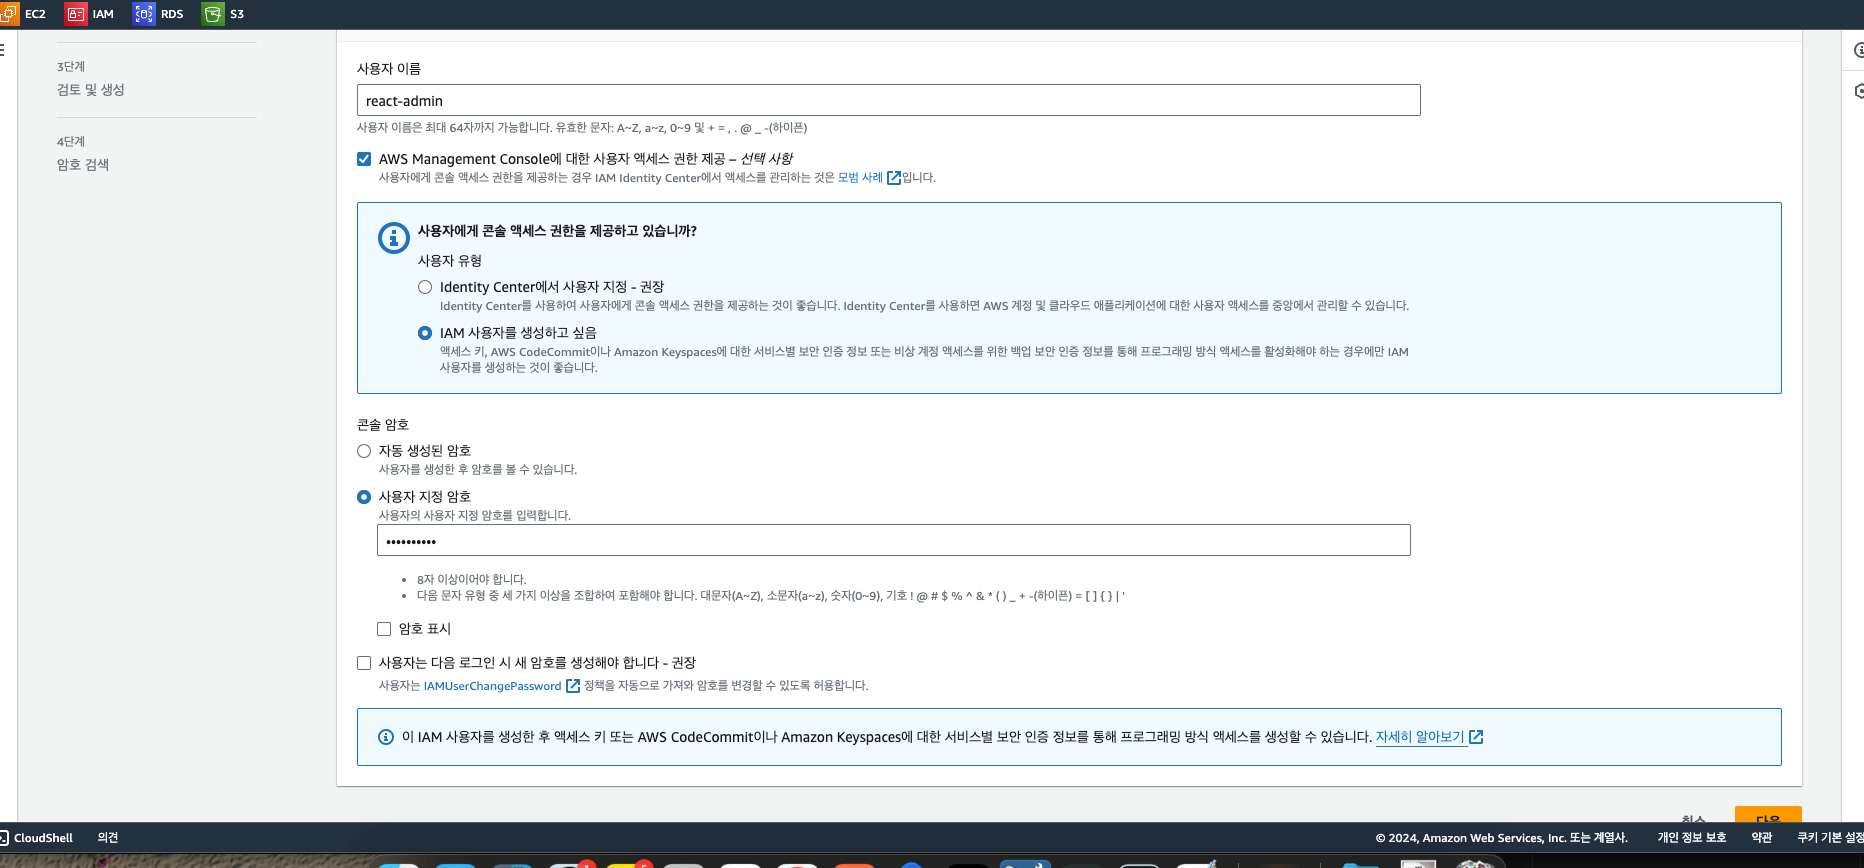 EC2 IAM RDS S3
3단계
검토 및 생성
4단계
암호 검색
사용자 이름
react-admin
사용자 이름은 최대 64자까지 가능합니다. 유효한 문자: A~Z, a~z, 0~9 및 + = , . @ _ -(하이픈)
AWS Management Console에 대한 사용자 액세스 권한 제공 – 선택 사항
사용자에게 콘솔 액세스 권한을 제공하는 경우 IAM Identity Center에서 액세스를 관리하는 것은 모범 사례 입니다.
사용자에게 콘솔 액세스 권한을 제공하고 있습니까?
사용자 유형
Identity Center에서 사용자 지정 - 권장
Identity Center를 사용하여 사용자에게 콘솔 액세스 권한을 제공하는 것이 좋습니다. Identity Center를 사용하면 AWS 계정 및 클라우드 애플리케이션에 대한 사용자 액세스를 중앙에서 관리할 수 있습니다.
IAM 사용자를 생성하고 싶음
액세스 키, AWS CodeCommit이나 Amazon Keyspaces에 대한 서비스별 보안 인증 정보 또는 비상 계정 액세스를 위한 백업 보안 인증 정보를 통해 프로그래밍 방식 액세스를 활성화해야 하는 경우에만 IAM
사용자를 생성하는 것이 좋습니다.
콘솔 암호
자동 생성된 암호
사용자를 생성한 후 암호를 볼 수 있습니다.
사용자 지정 암호
사용자의 사용자 지정 암호를 입력합니다.
••••••••••
• 8자 이상이어야 합니다.
• 다음 문자 유형 중 세 가지 이상을 조합하여 포함해야 합니다. 대문자(A~Z), 소문자(a~z), 숫자(0~9), 기호 ! @ # $ % ^ & * ( ) _ + -(하이픈) = [ ] { } | '
암호 표시
사용자는 다음 로그인 시 새 암호를 생성해야 합니다 - 권장
사용자는 IAMUserChangePassword 정책을 자동으로 가져와 암호를 변경할 수 있도록 허용합니다.
이 IAM 사용자를 생성한 후 액세스 키 또는 AWS CodeCommit이나 Amazon Keyspaces에 대한 서비스별 보안 인증 정보를 통해 프로그래밍 방식 액세스를 생성할 수 있습니다. 자세히 알아보기
취소 다음
CloudShell 의견 © 2024, Amazon Web Services, Inc. 또는 계열사. 개인 정보 보호 약관 쿠키 기본 설정